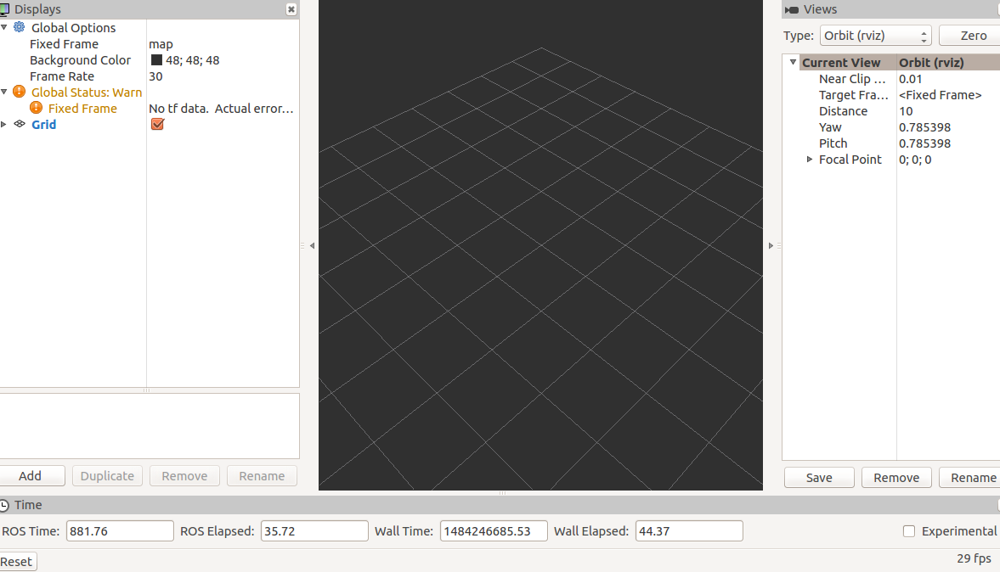 Displays
Global Options
Fixed Frame map
Background Color 48; 48; 48
Frame Rate 30
Global Status: Warn
Fixed Frame No tf data. Actual error...
Grid
Add Duplicate Remove Rename
Views
Type: Orbit (rviz) Zero
Current View Orbit (rviz)
Near Clip ... 0.01
Target Fra... <Fixed Frame>
Distance 10
Yaw 0.785398
Pitch 0.785398
Focal Point 0; 0; 0
Save Remove Rename
Time
ROS Time: 881.76 ROS Elapsed: 35.72 Wall Time: 1484246685.53 Wall Elapsed: 44.37 Experimental
Reset 29 fps